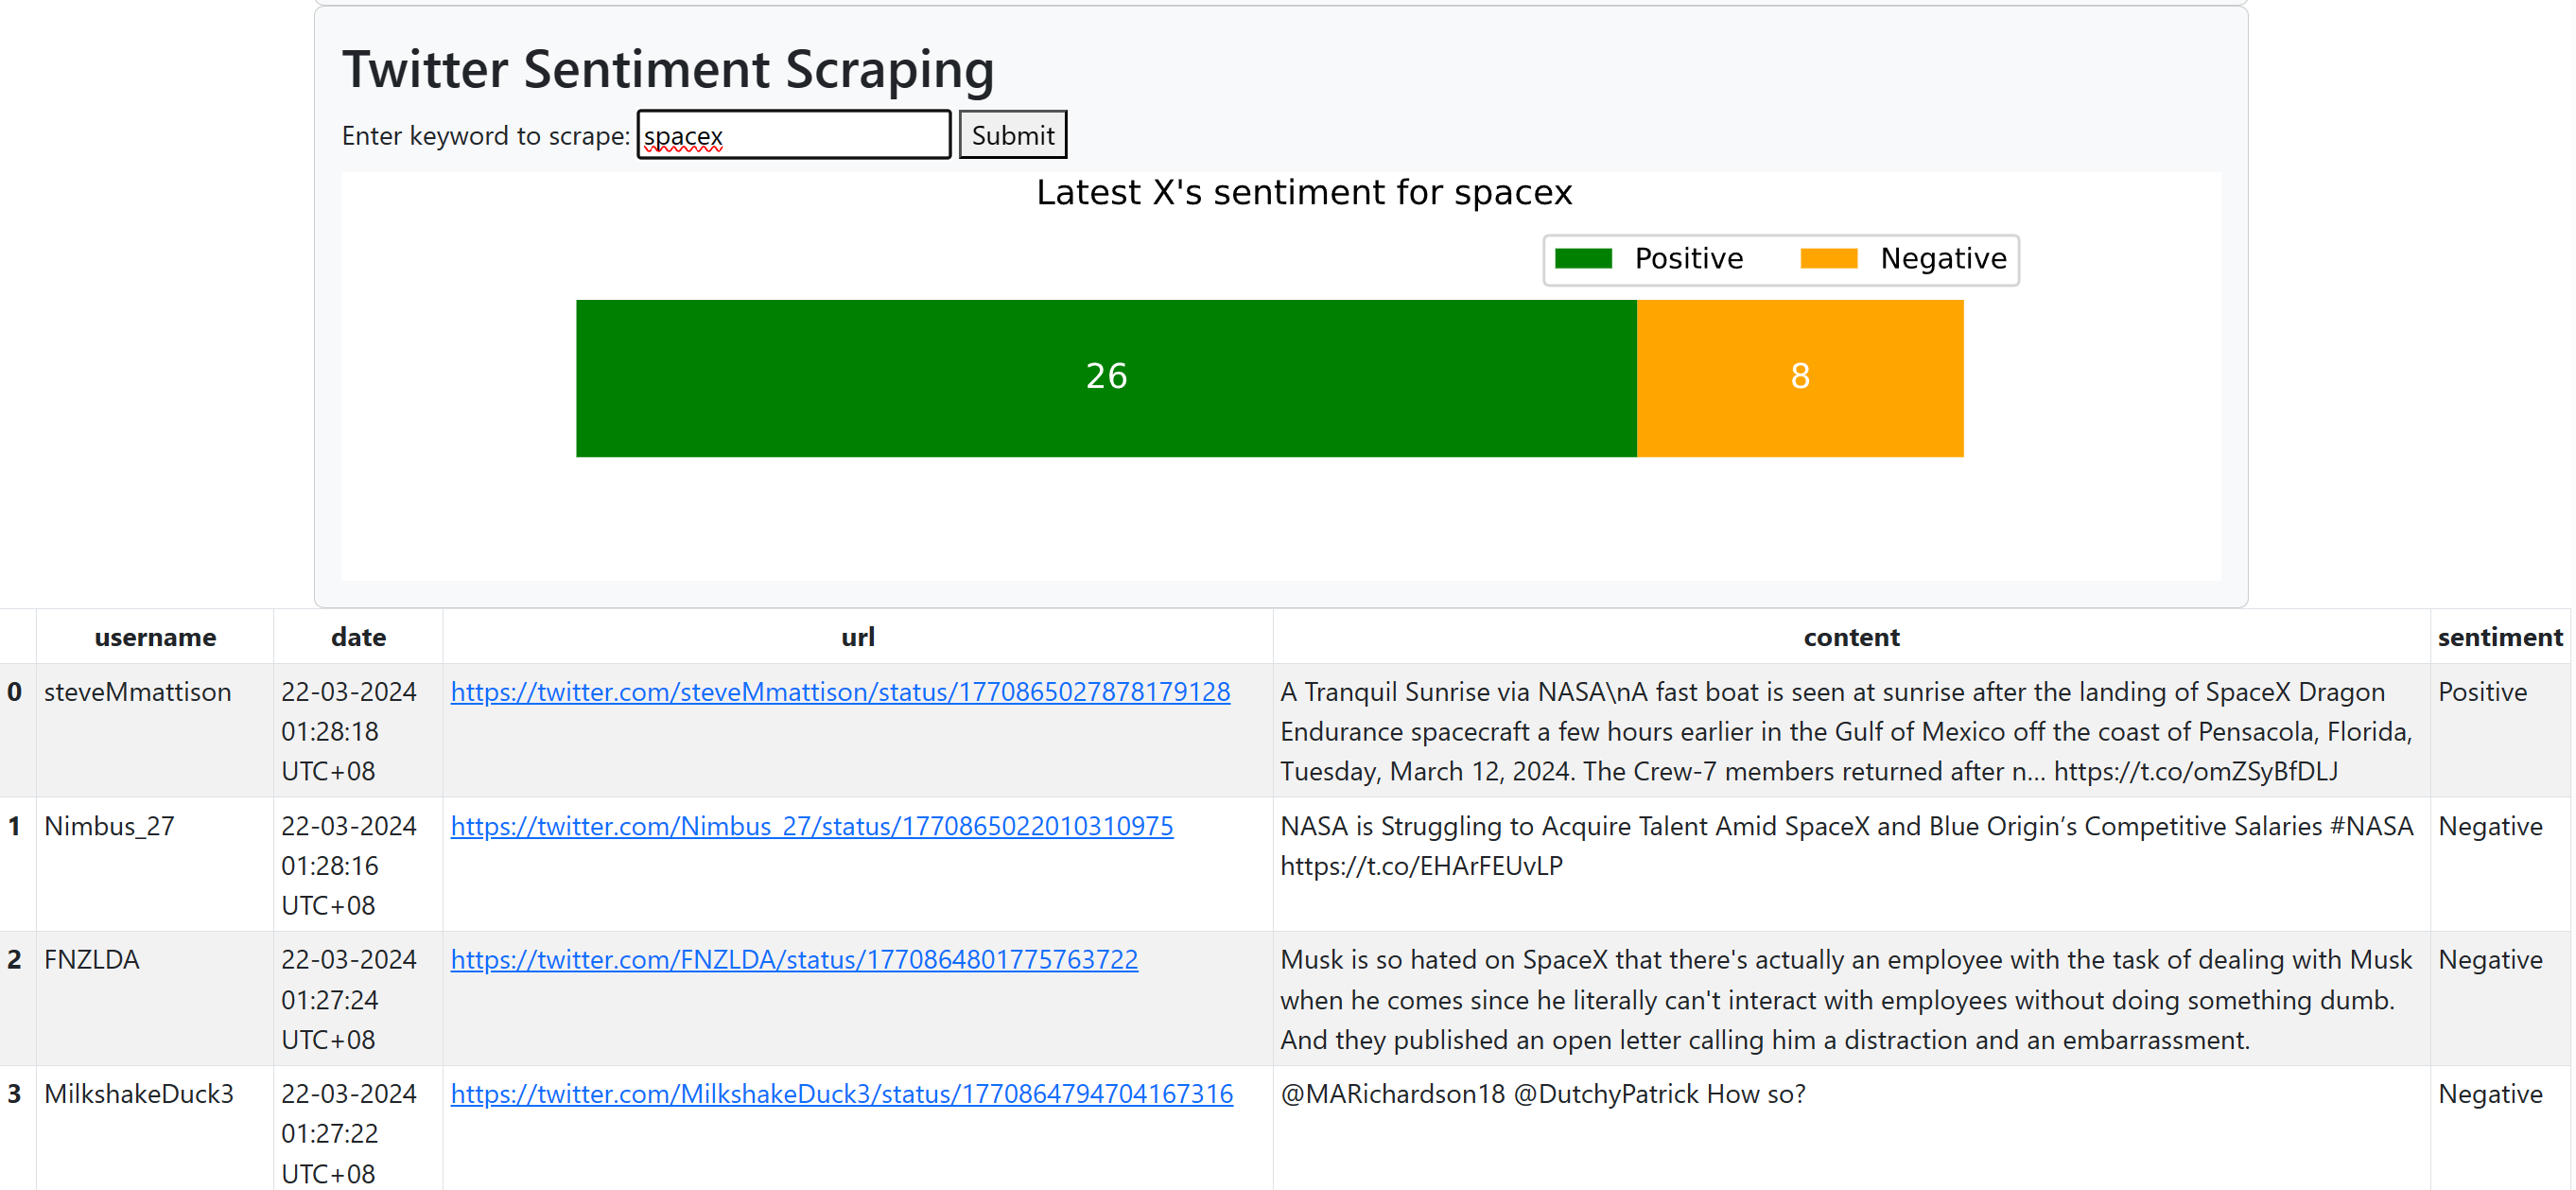 Twitter Sentiment Scraping
Enter keyword to scrape: spacex Submit
Latest X's sentiment for spacex
Positive Negative
26 8
username date url content sentiment
0 steveMmattison 22-03-2024 https://twitter.com/steveMmattison/status/1770865027878179128 A Tranquil Sunrise via NASA\nA fast boat is seen at sunrise after the landing of SpaceX Dragon Positive
01:28:18 Endurance spacecraft a few hours earlier in the Gulf of Mexico off the coast of Pensacola, Florida,
UTC+08 Tuesday, March 12, 2024. The Crew-7 members returned after n... https://t.co/omZSyBfDLJ
1 Nimbus_27 22-03-2024 https://twitter.com/Nimbus_27/status/1770865022010310975 NASA is Struggling to Acquire Talent Amid SpaceX and Blue Origin’s Competitive Salaries #NASA Negative
01:28:16 https://t.co/EHArFEUvLP
UTC+08
2 FNZLDA 22-03-2024 https://twitter.com/FNZLDA/status/1770864801775763722 Musk is so hated on SpaceX that there's actually an employee with the task of dealing with Musk Negative
01:27:24 when he comes since he literally can't interact with employees without doing something dumb.
UTC+08 And they published an open letter calling him a distraction and an embarrassment.
3 MilkshakeDuck3 22-03-2024 https://twitter.com/MilkshakeDuck3/status/1770864794704167316 @MARichardson18 @DutchyPatrick How so? Negative
01:27:22
UTC+08